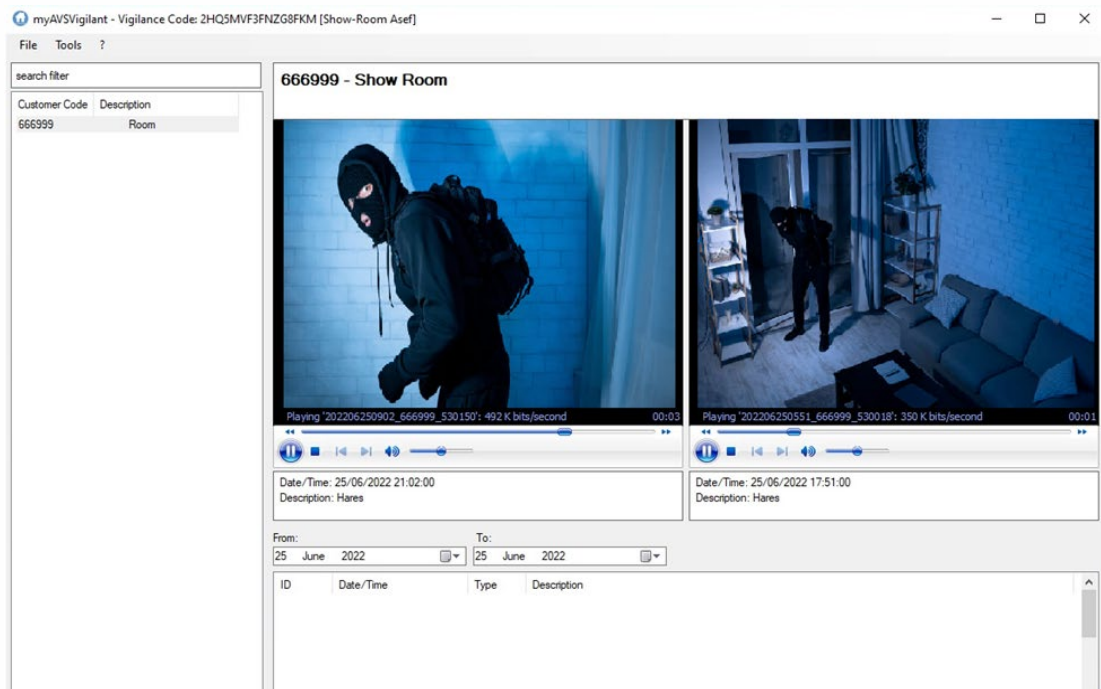 myAVSVigilant - Vigilance Code: 2HQ5MVF3FNZG8FKM [Show-Room Asef]
File Tools ?
search filter
Customer Code Description
666999 Room
666999 - Show Room
Playing '202206250902_666999_530150': 492 K bits/second 00:03
Playing '202206250551_666999_530018': 350 K bits/second 00:01
Date/Time: 25/06/2022 21:02:00
Description: Hares
Date/Time: 25/06/2022 17:51:00
Description: Hares
From: To:
25 June 2022 25 June 2022
ID Date/Time Type Description